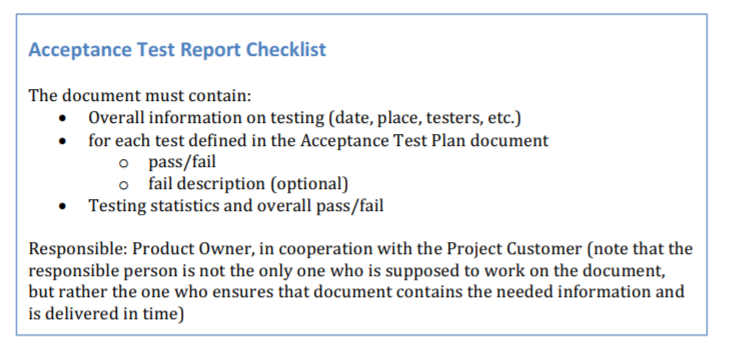 Acceptance Test Report Checklist
The document must contain:
• Overall information on testing (date, place, testers, etc.)
• for each test defined in the Acceptance Test Plan document
o pass/fail
o fail description (optional)
• Testing statistics and overall pass/fail
Responsible: Product Owner, in cooperation with the Project Customer (note that the
responsible person is not the only one who is supposed to work on the document,
but rather the one who ensures that document contains the needed information and
is delivered in time)